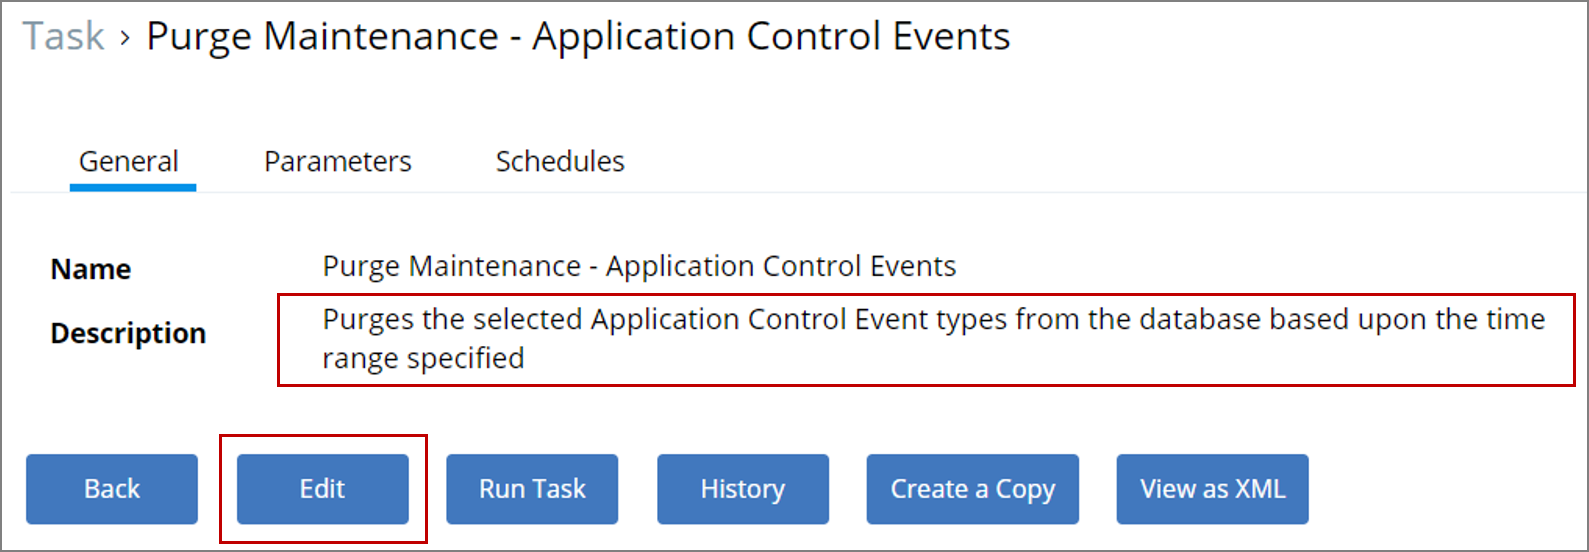 Task › Purge Maintenance - Application Control Events
General Parameters Schedules
Name Purge Maintenance - Application Control Events
Description Purges the selected Application Control Event types from the database based upon the time
range specified
Back Edit Run Task History Create a Copy View as XML